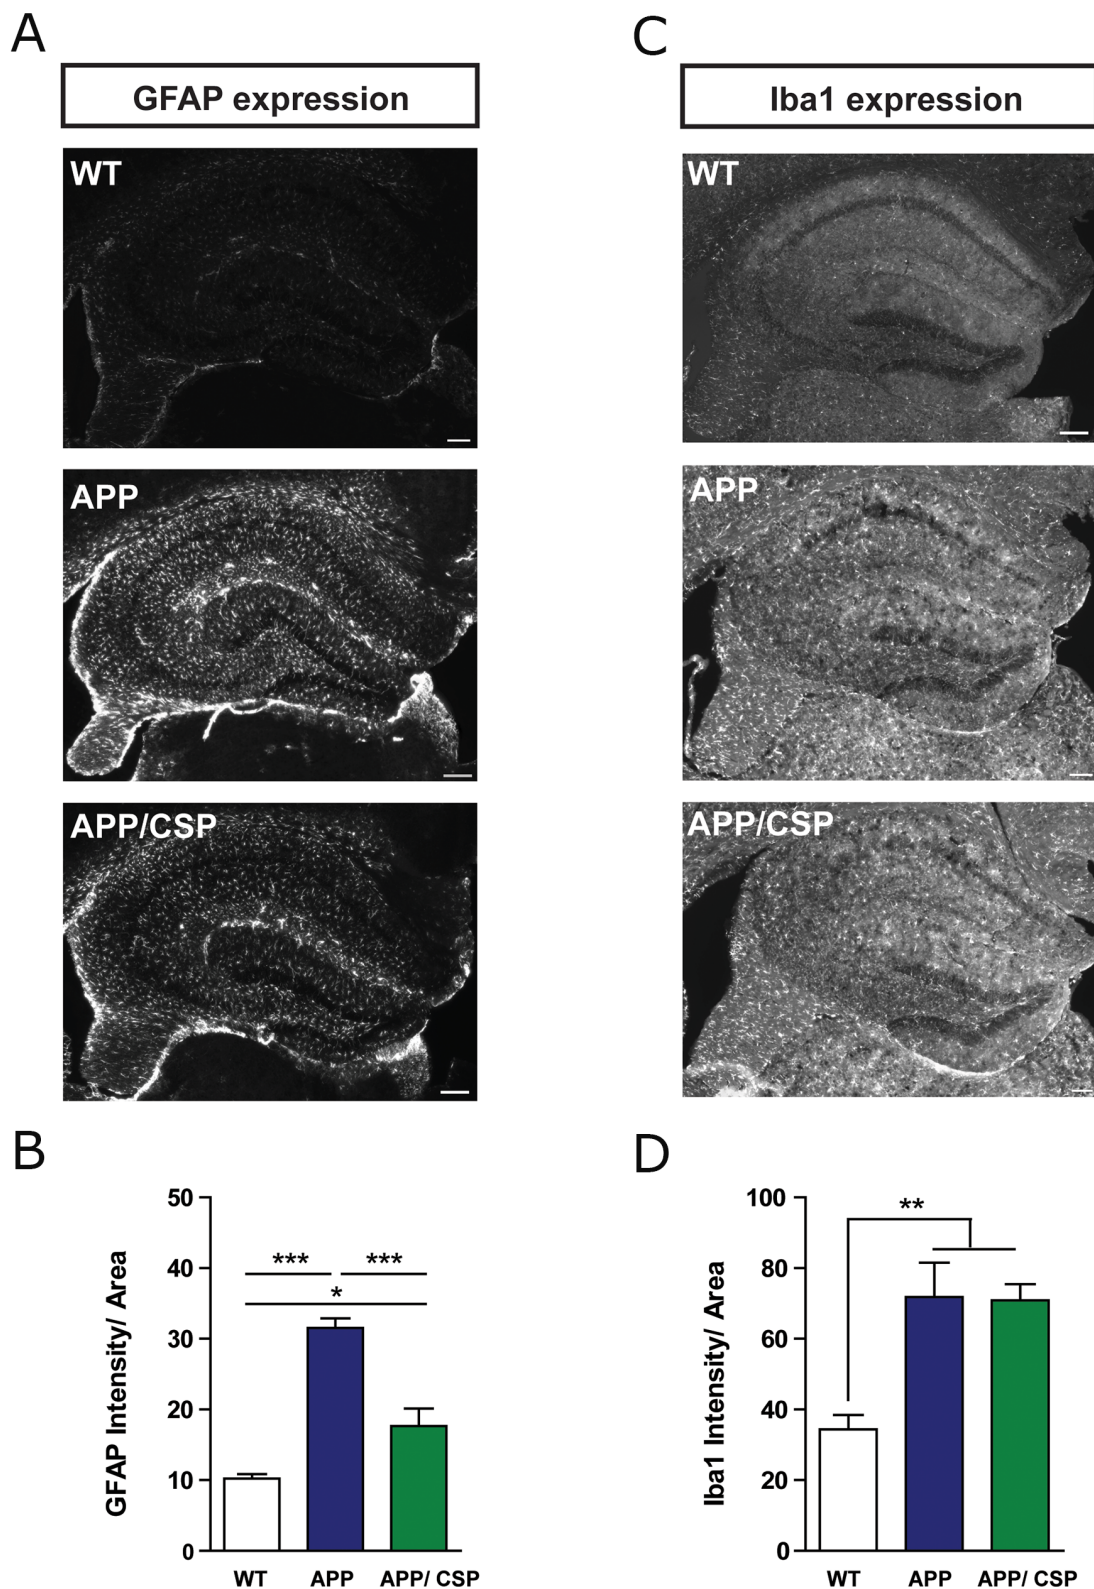 A
C
GFAP expression
Iba1 expression
WT
WT
APP
APP
APP/CSP
APP/CSP
B
D
GFAP Intensity/ Area
50
40
30
20
10
0
***
***
*
WT
APP
APP/ CSP
Iba1 Intensity/ Area
100
80
60
40
20
0
**
WT
APP
APP/ CSP